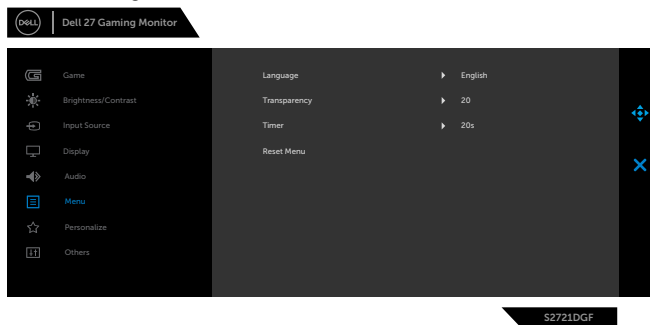 DELL
Dell 27 Gaming Monitor
Game
Language
English
Brightness/Contrast
Transparency
20
Input Source
Timer
20s
Display
Reset Menu
Audio
Menu
Personalize
Others
S2721DGF